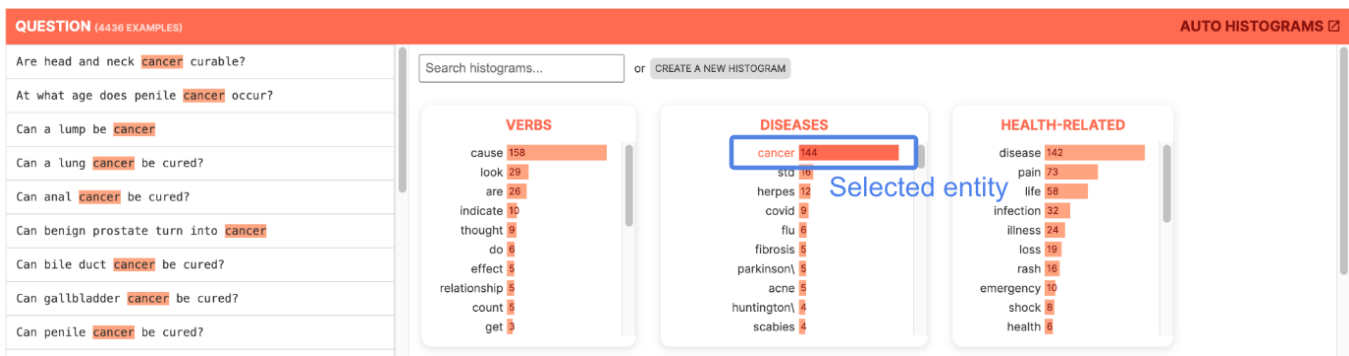 QUESTION (4436 EXAMPLES)
AUTO HISTOGRAMS
Are head and neck cancer curable?
At what age does penile cancer occur?
Can a lump be cancer
Can a lung cancer be cured?
Can anal cancer be cured?
Can benign prostate turn into cancer
Can bile duct cancer be cured?
Can gallbladder cancer be cured?
Can penile cancer be cured?
Search histograms... or CREATE A NEW HISTOGRAM
VERBS
cause 158
look 29
are 26
indicate 10
thought 9
do 6
effect 5
relationship 5
count 5
get 3
DISEASES
cancer 144
std 16
herpes 12
covid 9
flu 6
fibrosis 5
parkinson\ 5
acne 5
huntington\ 4
scabies 4
Selected entity
HEALTH-RELATED
disease 142
pain 73
life 58
infection 32
illness 24
loss 19
rash 16
emergency 10
shock 8
health 6